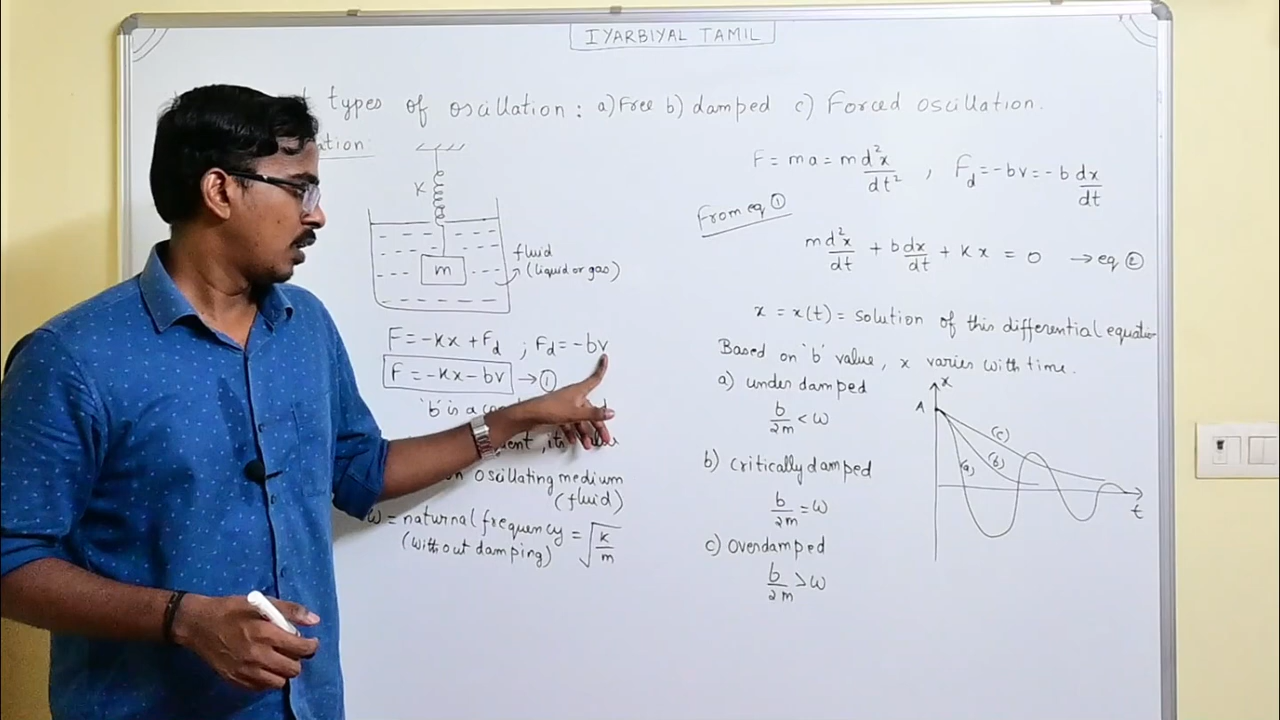 IYARBIYAL TAMIL
types of oscillation : a) Free b) damped c) Forced oscillation.
K
m
fluid
(liquid or gas)
F = -Kx + Fd ; Fd = -bv
F = -Kx - bv → ①
'b' is a
, its
oscillating medium
(fluid)
ω = naturnal frequency = √K/m
(without damping)
F = ma = m d²x/dt² , Fd = -bv = -b dx/dt
From eq ①
m d²x/dt + b dx/dt + Kx = 0 → eq ②
x = x(t) = solution of this differential equation
Based on 'b' value, x varies with time.
a) under damped
b/2m < ω
b) critically damped
b/2m = ω
c) Overdamped
b/2m > ω
x
A
(c)
(a)
(b)
t